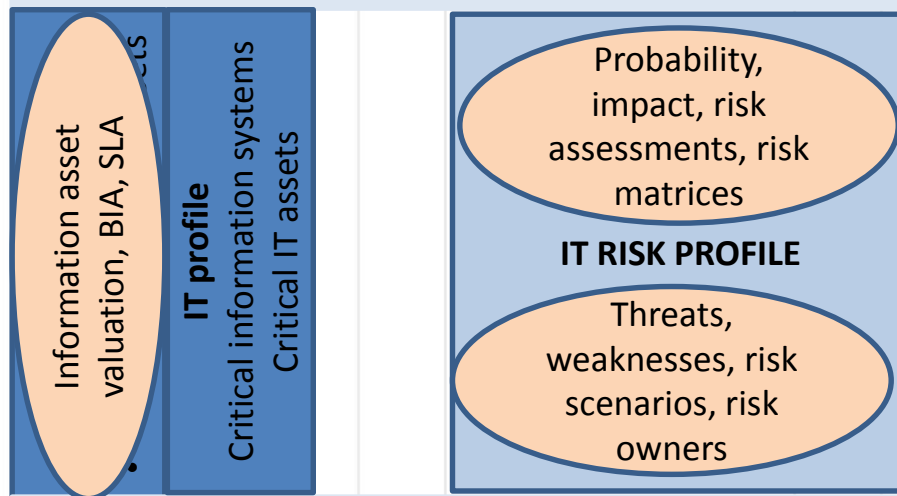 Information asset
valuation, BIA, SLA
IT profile
Critical information systems
Critical IT assets
Probability,
impact, risk
assessments, risk
matrices
IT RISK PROFILE
Threats,
weaknesses, risk
scenarios, risk
owners